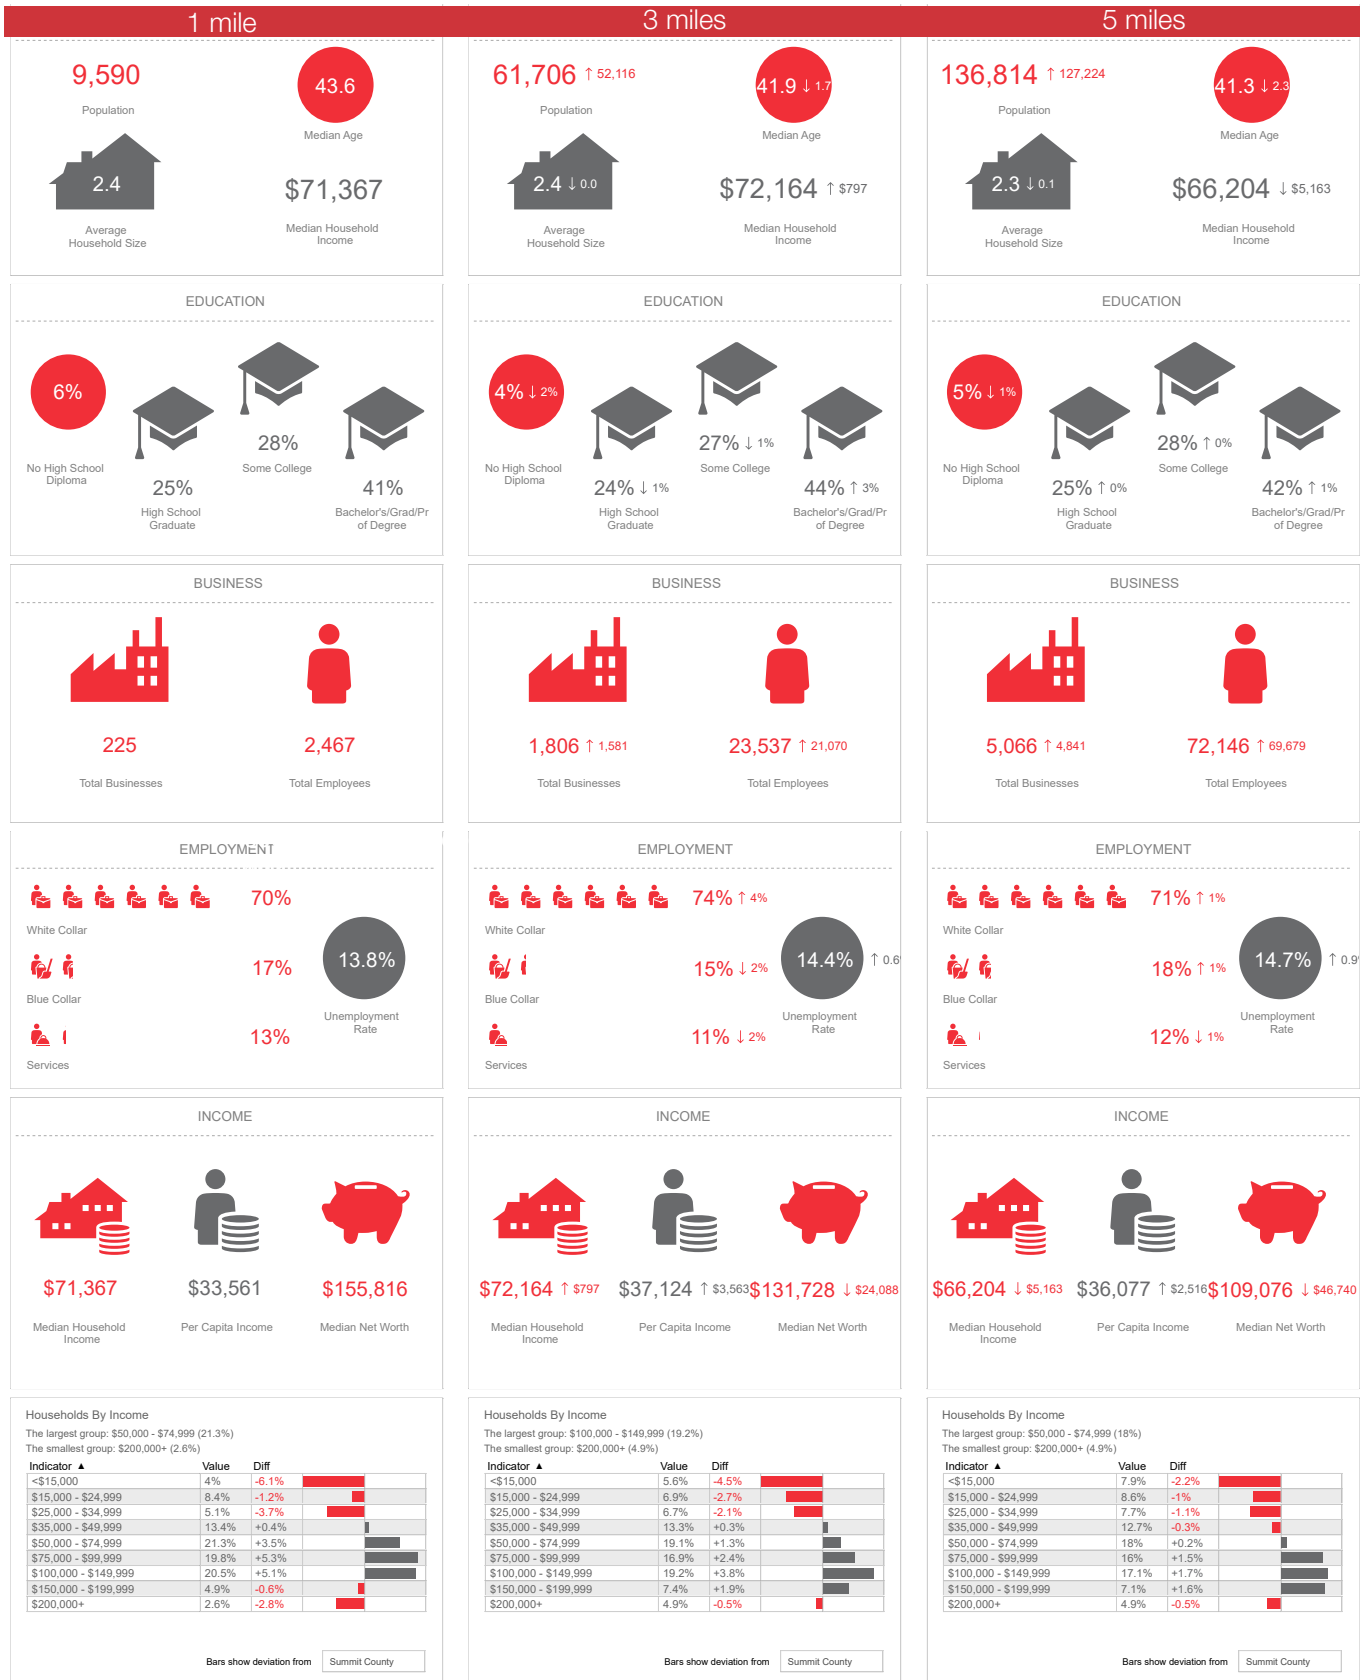 1 mile
9,590
Population
43.6
Median Age
2.4
Average
Household Size
$71,367
Median Household
Income
EDUCATION
6%
No High School
Diploma
25%
High School
Graduate
28%
Some College
41%
Bachelor's/Grad/Pr
of Degree
BUSINESS
225
Total Businesses
2,467
Total Employees
EMPLOYMENT
70%
White Collar
17%
Blue Collar
13%
Services
13.8%
Unemployment
Rate
INCOME
$71,367
Median Household
Income
$33,561
Per Capita Income
$155,816
Median Net Worth
Households By Income
The largest group: $50,000 - $74,999 (21.3%)
The smallest group: $200,000+ (2.6%)
Indicator ▲ Value Diff
<$15,000 4% -6.1%
$15,000 - $24,999 8.4% -1.2%
$25,000 - $34,999 5.1% -3.7%
$35,000 - $49,999 13.4% +0.4%
$50,000 - $74,999 21.3% +3.5%
$75,000 - $99,999 19.8% +5.3%
$100,000 - $149,999 20.5% +5.1%
$150,000 - $199,999 4.9% -0.6%
$200,000+ 2.6% -2.8%
Bars show deviation from Summit County
3 miles
61,706 ↑ 52,116
Population
41.9 ↓ 1.7
Median Age
2.4 ↓ 0.0
Average
Household Size
$72,164 ↑ $797
Median Household
Income
EDUCATION
4% ↓ 2%
No High School
Diploma
24% ↓ 1%
High School
Graduate
27% ↓ 1%
Some College
44% ↑ 3%
Bachelor's/Grad/Pr
of Degree
BUSINESS
1,806 ↑ 1,581
Total Businesses
23,537 ↑ 21,070
Total Employees
EMPLOYMENT
74% ↑ 4%
White Collar
15% ↓ 2%
Blue Collar
11% ↓ 2%
Services
14.4% ↑ 0.6
Unemployment
Rate
INCOME
$72,164 ↑ $797
Median Household
Income
$37,124 ↑ $3,563
Per Capita Income
$131,728 ↓ $24,088
Median Net Worth
Households By Income
The largest group: $100,000 - $149,999 (19.2%)
The smallest group: $200,000+ (4.9%)
Indicator ▲ Value Diff
<$15,000 5.6% -4.5%
$15,000 - $24,999 6.9% -2.7%
$25,000 - $34,999 6.7% -2.1%
$35,000 - $49,999 13.3% +0.3%
$50,000 - $74,999 19.1% +1.3%
$75,000 - $99,999 16.9% +2.4%
$100,000 - $149,999 19.2% +3.8%
$150,000 - $199,999 7.4% +1.9%
$200,000+ 4.9% -0.5%
Bars show deviation from Summit County
5 miles
136,814 ↑ 127,224
Population
41.3 ↓ 2.3
Median Age
2.3 ↓ 0.1
Average
Household Size
$66,204 ↓ $5,163
Median Household
Income
EDUCATION
5% ↓ 1%
No High School
Diploma
25% ↑ 0%
High School
Graduate
28% ↑ 0%
Some College
42% ↑ 1%
Bachelor's/Grad/Pr
of Degree
BUSINESS
5,066 ↑ 4,841
Total Businesses
72,146 ↑ 69,679
Total Employees
EMPLOYMENT
71% ↑ 1%
White Collar
18% ↑ 1%
Blue Collar
12% ↓ 1%
Services
14.7% ↑ 0.9
Unemployment
Rate
INCOME
$66,204 ↓ $5,163
Median Household
Income
$36,077 ↑ $2,516
Per Capita Income
$109,076 ↓ $46,740
Median Net Worth
Households By Income
The largest group: $50,000 - $74,999 (18%)
The smallest group: $200,000+ (4.9%)
Indicator ▲ Value Diff
<$15,000 7.9% -2.2%
$15,000 - $24,999 8.6% -1%
$25,000 - $34,999 7.7% -1.1%
$35,000 - $49,999 12.7% -0.3%
$50,000 - $74,999 18% +0.2%
$75,000 - $99,999 16% +1.5%
$100,000 - $149,999 17.1% +1.7%
$150,000 - $199,999 7.1% +1.6%
$200,000+ 4.9% -0.5%
Bars show deviation from Summit County